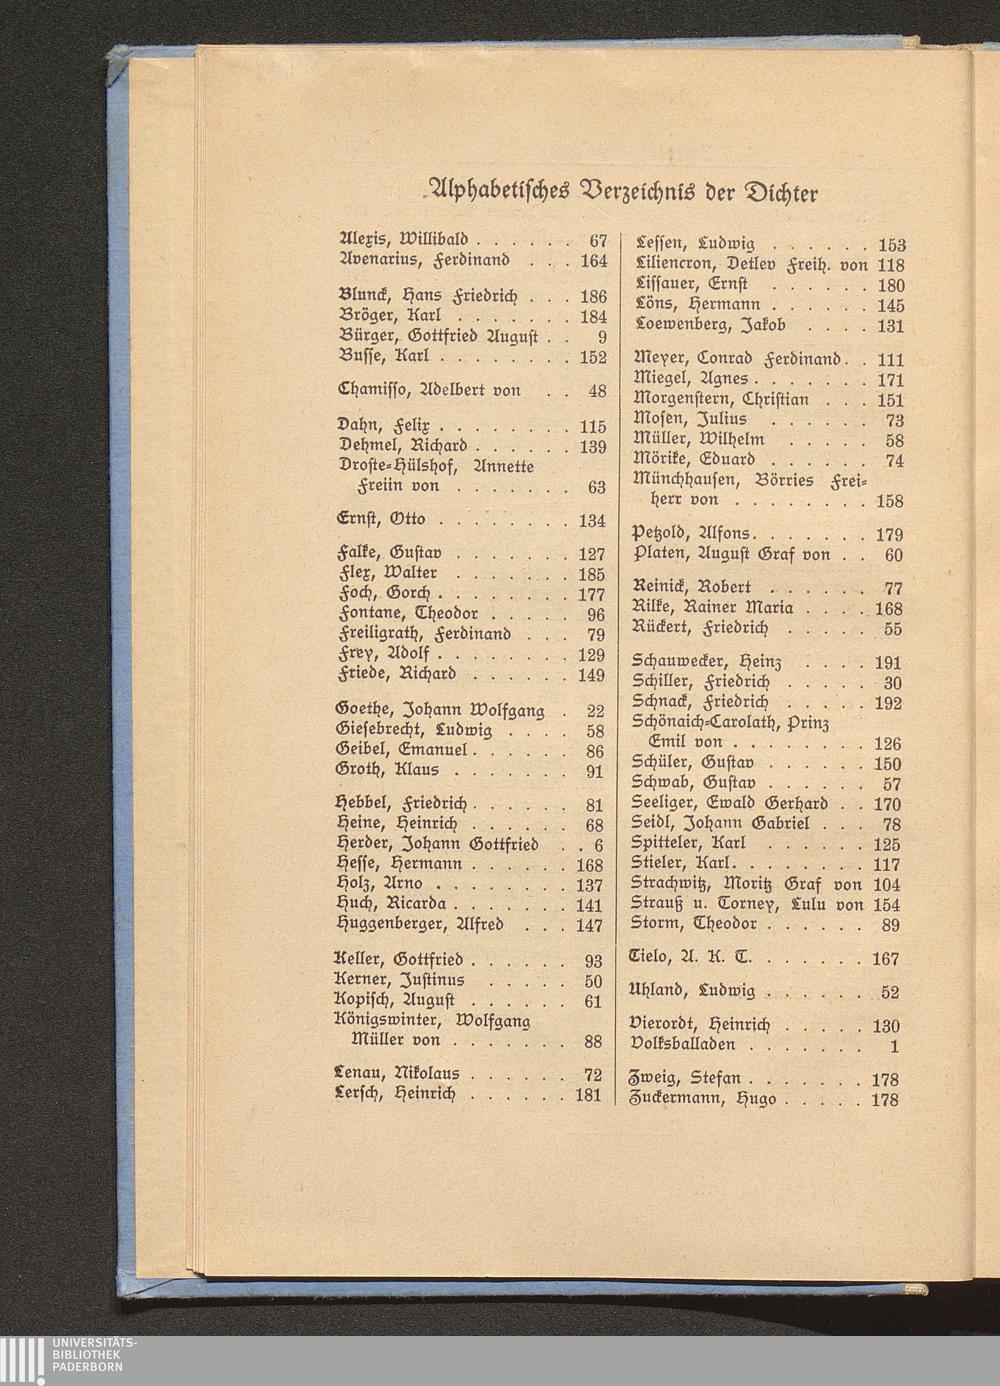 Alphabetisches Verzeichnis der Dichter
Alexis, Willibald . . . . . . 67
Avenarius, Ferdinand . . . 164
Blunck, Hans Friedrich . . . 186
Bröger, Karl . . . . . . . 184
Bürger, Gottfried August . . 9
Busse, Karl . . . . . . . . 152
Chamisso, Adelbert von . . 48
Dahn, Felix . . . . . . . . 115
Dehmel, Richard . . . . . . 139
Droste-Hülshof, Annette
Freiin von . . . . . . . 63
Ernst, Otto . . . . . . . . 134
Falke, Gustav . . . . . . . 127
Flex, Walter . . . . . . . 185
Foch, Gorch . . . . . . . . 177
Fontane, Theodor . . . . . 96
Freiligrath, Ferdinand . . . 79
Frey, Adolf . . . . . . . . 129
Friede, Richard . . . . . . 149
Goethe, Johann Wolfgang . 22
Giesebrecht, Ludwig . . . . 58
Geibel, Emanuel . . . . . . 86
Groth, Klaus . . . . . . . 91
Hebbel, Friedrich . . . . . . 81
Heine, Heinrich . . . . . . 68
Herder, Johann Gottfried . . 6
Hesse, Hermann . . . . . . 168
Holz, Arno . . . . . . . . 137
Huch, Ricarda . . . . . . . 141
Huggenberger, Alfred . . . 147
Keller, Gottfried . . . . . . 93
Kerner, Justinus . . . . . 50
Kopisch, August . . . . . . 61
Königswinter, Wolfgang
Müller von . . . . . . . 88
Lenau, Nikolaus . . . . . . 72
Lersch, Heinrich . . . . . . 181
Lessen, Ludwig . . . . . . 153
Liliencron, Detlev Freih. von 118
Lissauer, Ernst . . . . . . 180
Löns, Hermann . . . . . . 145
Loewenberg, Jakob . . . . 131
Meyer, Conrad Ferdinand . . 111
Miegel, Agnes . . . . . . . 171
Morgenstern, Christian . . . 151
Mosen, Julius . . . . . . 73
Müller, Wilhelm . . . . . 58
Mörike, Eduard . . . . . . 74
Münchhausen, Börries Frei-
herr von . . . . . . . . 158
Petzold, Alfons . . . . . . . 179
Platen, August Graf von . . 60
Reinick, Robert . . . . . . 77
Rilke, Rainer Maria . . . . 168
Rückert, Friedrich . . . . . 55
Schauwecker, Heinz . . . . 191
Schiller, Friedrich . . . . . 30
Schnack, Friedrich . . . . . 192
Schönaich-Carolath, Prinz
Emil von . . . . . . . . 126
Schüler, Gustav . . . . . . 150
Schwab, Gustav . . . . . . 57
Seeliger, Ewald Gerhard . . 170
Seidl, Johann Gabriel . . . 78
Spitteler, Karl . . . . . . 125
Stieler, Karl . . . . . . . . 117
Strachwitz, Moritz Graf von 104
Strauß u. Torney, Lulu von 154
Storm, Theodor . . . . . . 89
Tielo, A. K. T. . . . . . . 167
Uhland, Ludwig . . . . . . 52
Vierordt, Heinrich . . . . . 130
Volksballaden . . . . . . . 1
Zweig, Stefan . . . . . . . 178
Zuckermann, Hugo . . . . . 178
UNIVERSITÄTS-
BIBLIOTHEK
PADERBORN